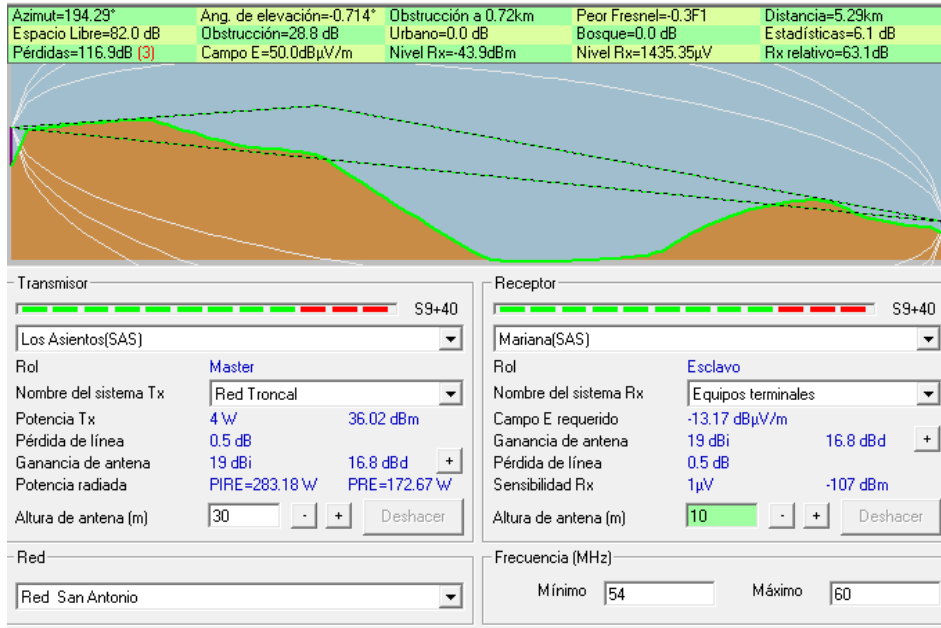 Azimut=194.29° Ang. de elevación=-0.714° Obstrucción a 0.72km Peor Fresnel=-0.3F1 Distancia=5.29km
Espacio Libre=82.0 dB Obstrucción=28.8 dB Urbano=0.0 dB Bosque=0.0 dB Estadísticas=6.1 dB
Pérdidas=116.9dB (3) Campo E=50.0dBµV/m Nivel Rx=-43.9dBm Nivel Rx=1435.35µV Rx relativo=63.1dB
Transmisor Receptor
S9+40 S9+40
Los Asientos(SAS) Mariana(SAS)
Rol Master Rol Esclavo
Nombre del sistema Tx Red Troncal Nombre del sistema Rx Equipos terminales
Potencia Tx 4 W 36.02 dBm Campo E requerido -13.17 dBµV/m
Pérdida de línea 0.5 dB Ganancia de antena 19 dBi 16.8 dBd +
Ganancia de antena 19 dBi 16.8 dBd + Pérdida de línea 0.5 dB
Potencia radiada PIRE=283.18 W PRE=172.67 W Sensibilidad Rx 1µV -107 dBm
Altura de antena (m) 30 - + Deshacer Altura de antena (m) 10 - + Deshacer
Red Frecuencia (MHz)
Red San Antonio Mínimo 54 Máximo 60